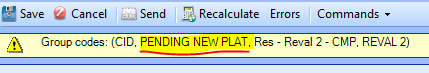 Save Cancel Send Recalculate Errors Commands
Group codes: (CID, PENDING NEW PLAT, Res - Reval 2 - CMP, REVAL 2)